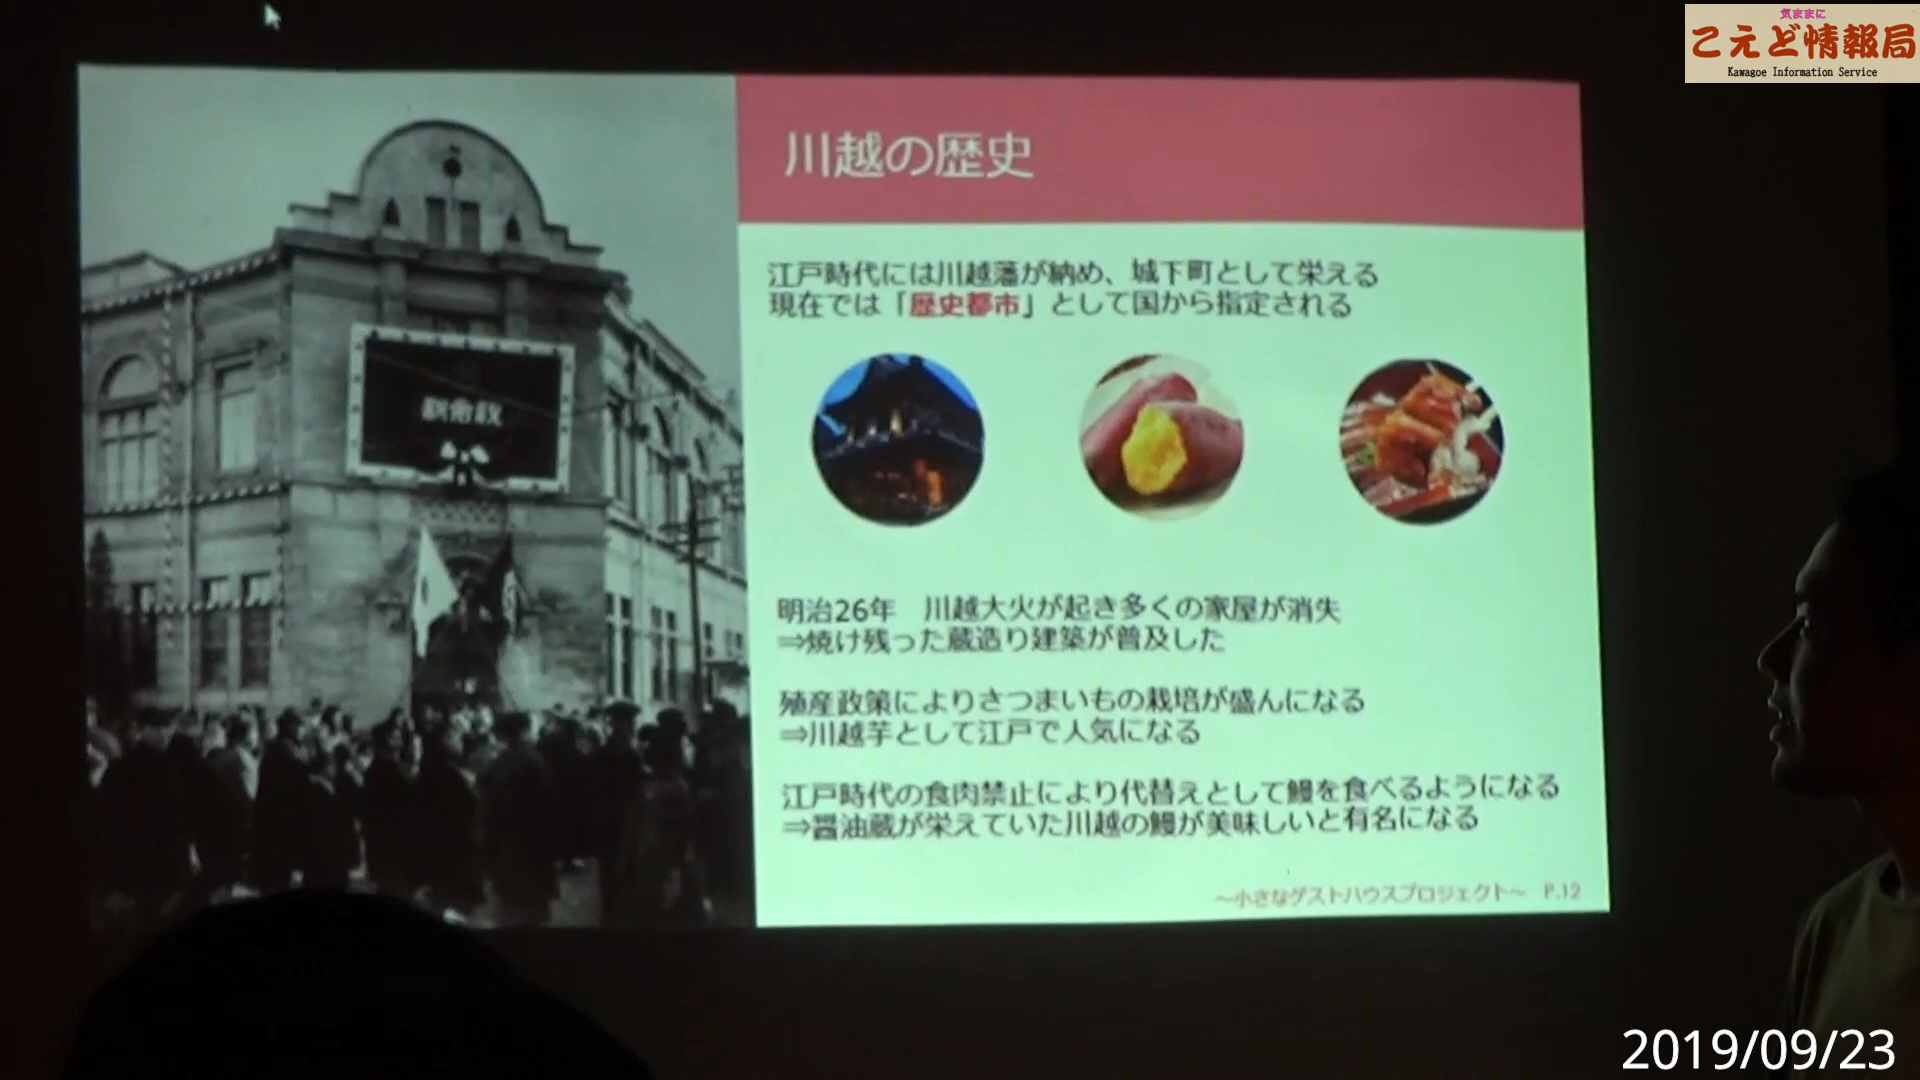 気ままに
こえど情報局
Kawagoe Information Service
川越の歴史
江戸時代には川越藩が納め、城下町として栄える
現在では「歴史都市」として国から指定される
明治26年 川越大火が起き多くの家屋が消失
⇒焼け残った蔵造り建築が普及した
殖産政策によりさつまいもの栽培が盛んになる
⇒川越芋として江戸で人気になる
江戸時代の食肉禁止により代替えとして鰻を食べるようになる
⇒醤油蔵が栄えていた川越の鰻が美味しいと有名になる
～小さなゲストハウスプロジェクト～ P.12
2019/09/23